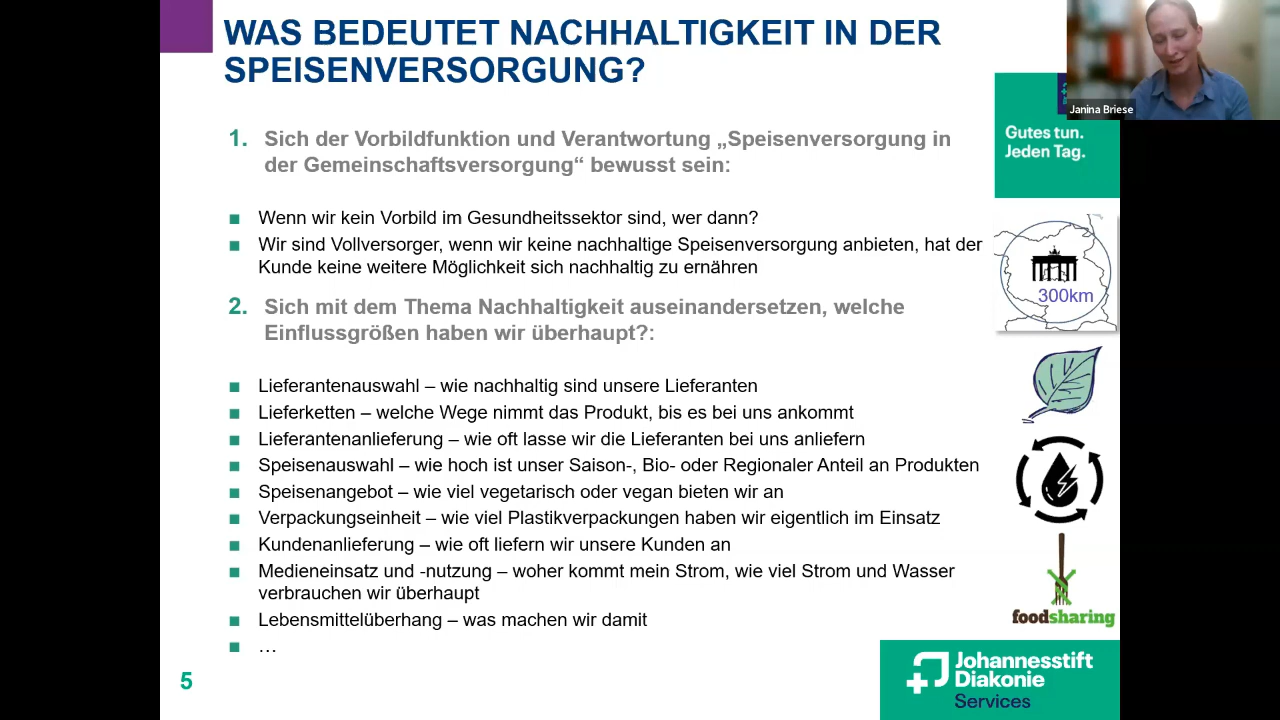 WAS BEDEUTET NACHHALTIGKEIT IN DER
SPEISENVERSORGUNG?
Janina Briese
Gutes tun.
Jeden Tag.
1. Sich der Vorbildfunktion und Verantwortung „Speisenversorgung in
der Gemeinschaftsversorgung“ bewusst sein:
■ Wenn wir kein Vorbild im Gesundheitssektor sind, wer dann?
■ Wir sind Vollversorger, wenn wir keine nachhaltige Speisenversorgung anbieten, hat der
Kunde keine weitere Möglichkeit sich nachhaltig zu ernähren
300km
2. Sich mit dem Thema Nachhaltigkeit auseinandersetzen, welche
Einflussgrößen haben wir überhaupt?:
■ Lieferantenauswahl – wie nachhaltig sind unsere Lieferanten
■ Lieferketten – welche Wege nimmt das Produkt, bis es bei uns ankommt
■ Lieferantenanlieferung – wie oft lasse wir die Lieferanten bei uns anliefern
■ Speisenauswahl – wie hoch ist unser Saison-, Bio- oder Regionaler Anteil an Produkten
■ Speisenangebot – wie viel vegetarisch oder vegan bieten wir an
■ Verpackungseinheit – wie viel Plastikverpackungen haben wir eigentlich im Einsatz
■ Kundenanlieferung – wie oft liefern wir unsere Kunden an
■ Medieneinsatz und -nutzung – woher kommt mein Strom, wie viel Strom und Wasser
verbrauchen wir überhaupt
■ Lebensmittelüberhang – was machen wir damit
■ …
foodsharing
5
Johannesstift
Diakonie
Services